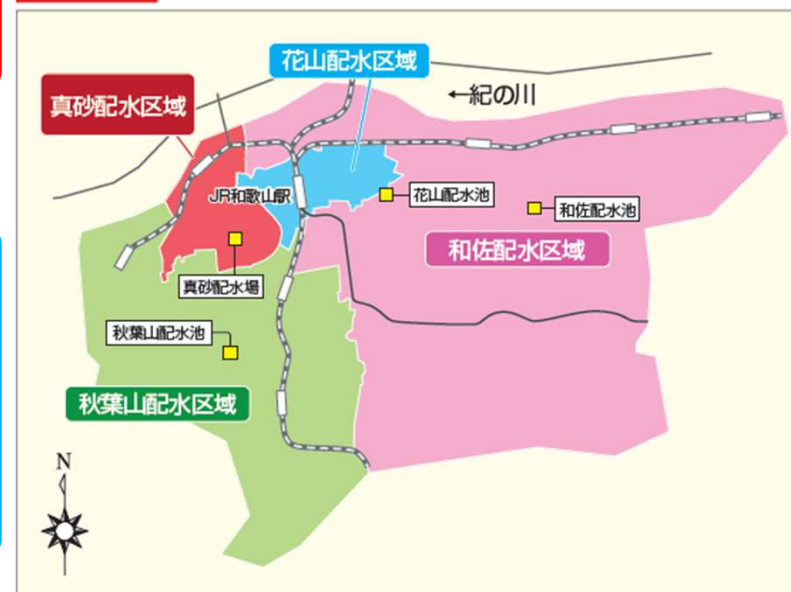 花山配水区域
真砂配水区域
←紀の川
JR和歌山駅
花山配水池
和佐配水池
和佐配水区域
真砂配水場
秋葉山配水池
秋葉山配水区域
N